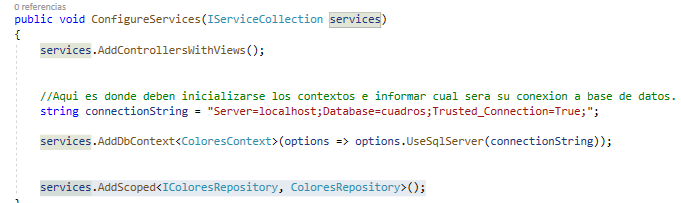 0 referencias
public void ConfigureServices(IServiceCollection services)
{
services.AddControllersWithViews();
//Aqui es donde deben inicializarse los contextos e informar cual sera su conexion a base de datos.
string connectionString = "Server=localhost;Database=cuadros;Trusted_Connection=True;";
services.AddDbContext<ColoresContext>(options => options.UseSqlServer(connectionString));
services.AddScoped<IColoresRepository, ColoresRepository>();